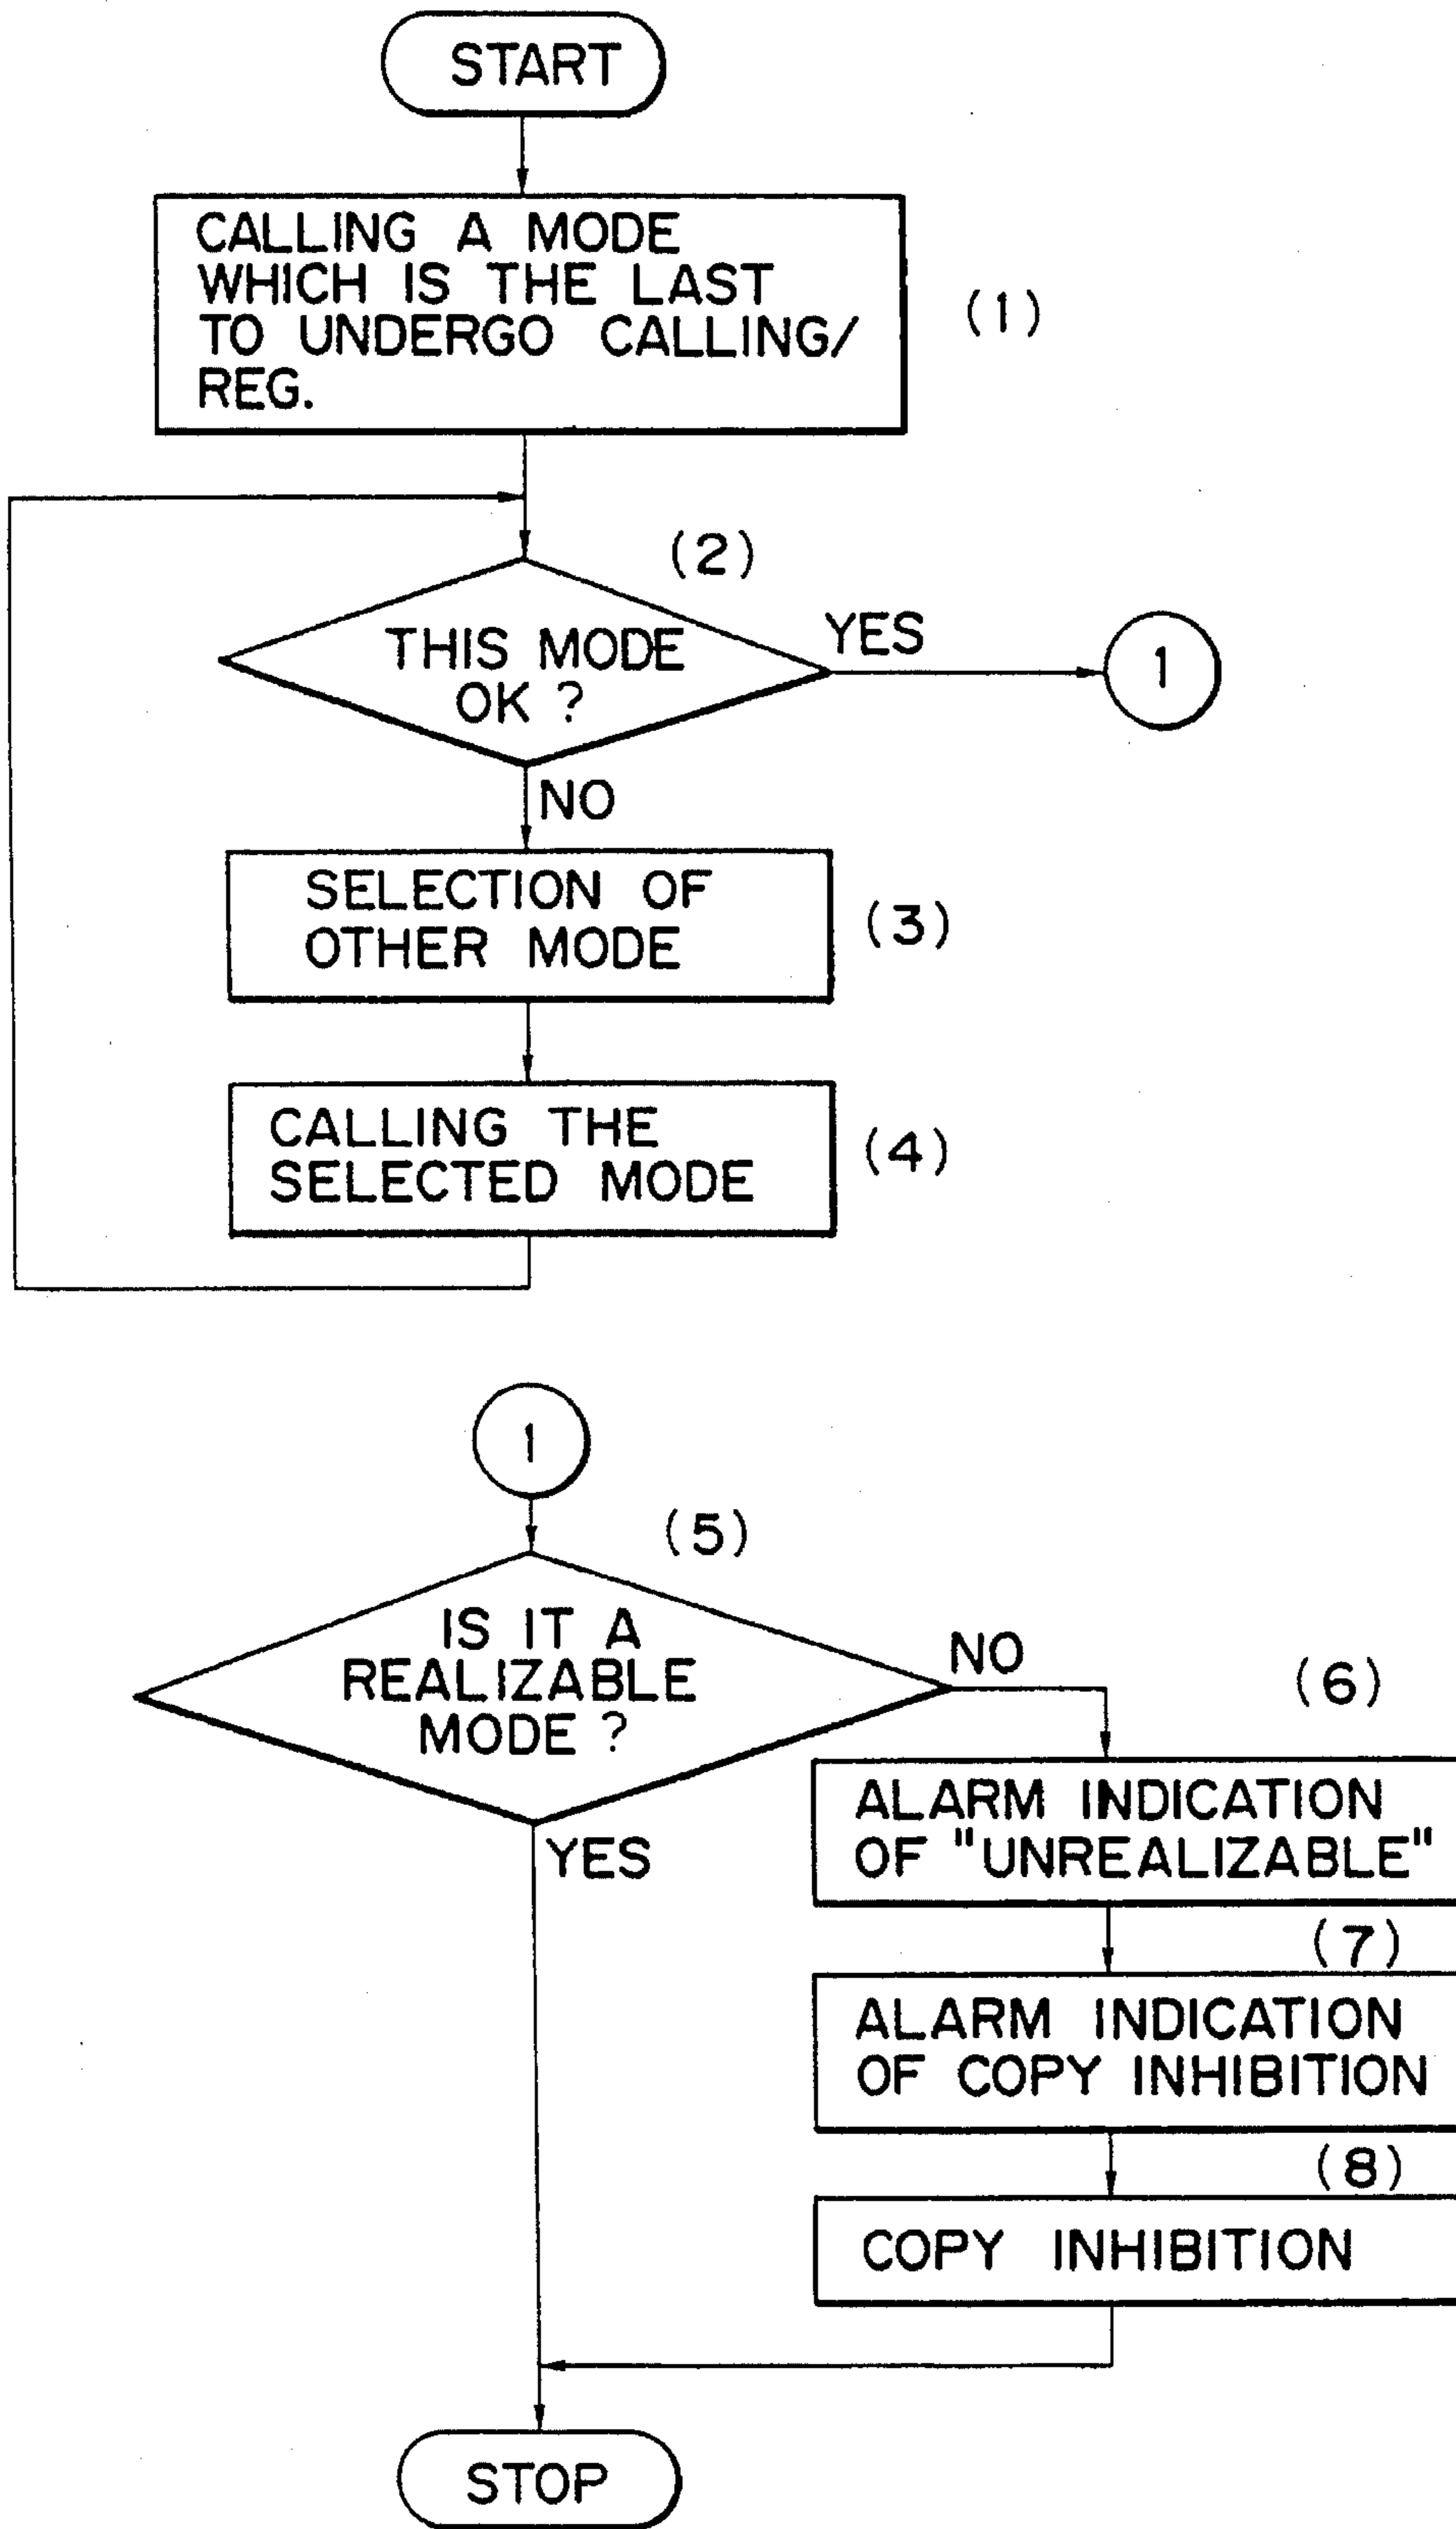 START
CALLING A MODE
WHICH IS THE LAST
TO UNDERGO CALLING/
REG.
(1)
(2)
THIS MODE
OK ?
YES
1
NO
SELECTION OF
OTHER MODE
(3)
CALLING THE
SELECTED MODE
(4)
1
(5)
IS IT A
REALIZABLE
MODE ?
NO
YES
(6)
ALARM INDICATION
OF "UNREALIZABLE"
(7)
ALARM INDICATION
OF COPY INHIBITION
(8)
COPY INHIBITION
STOP